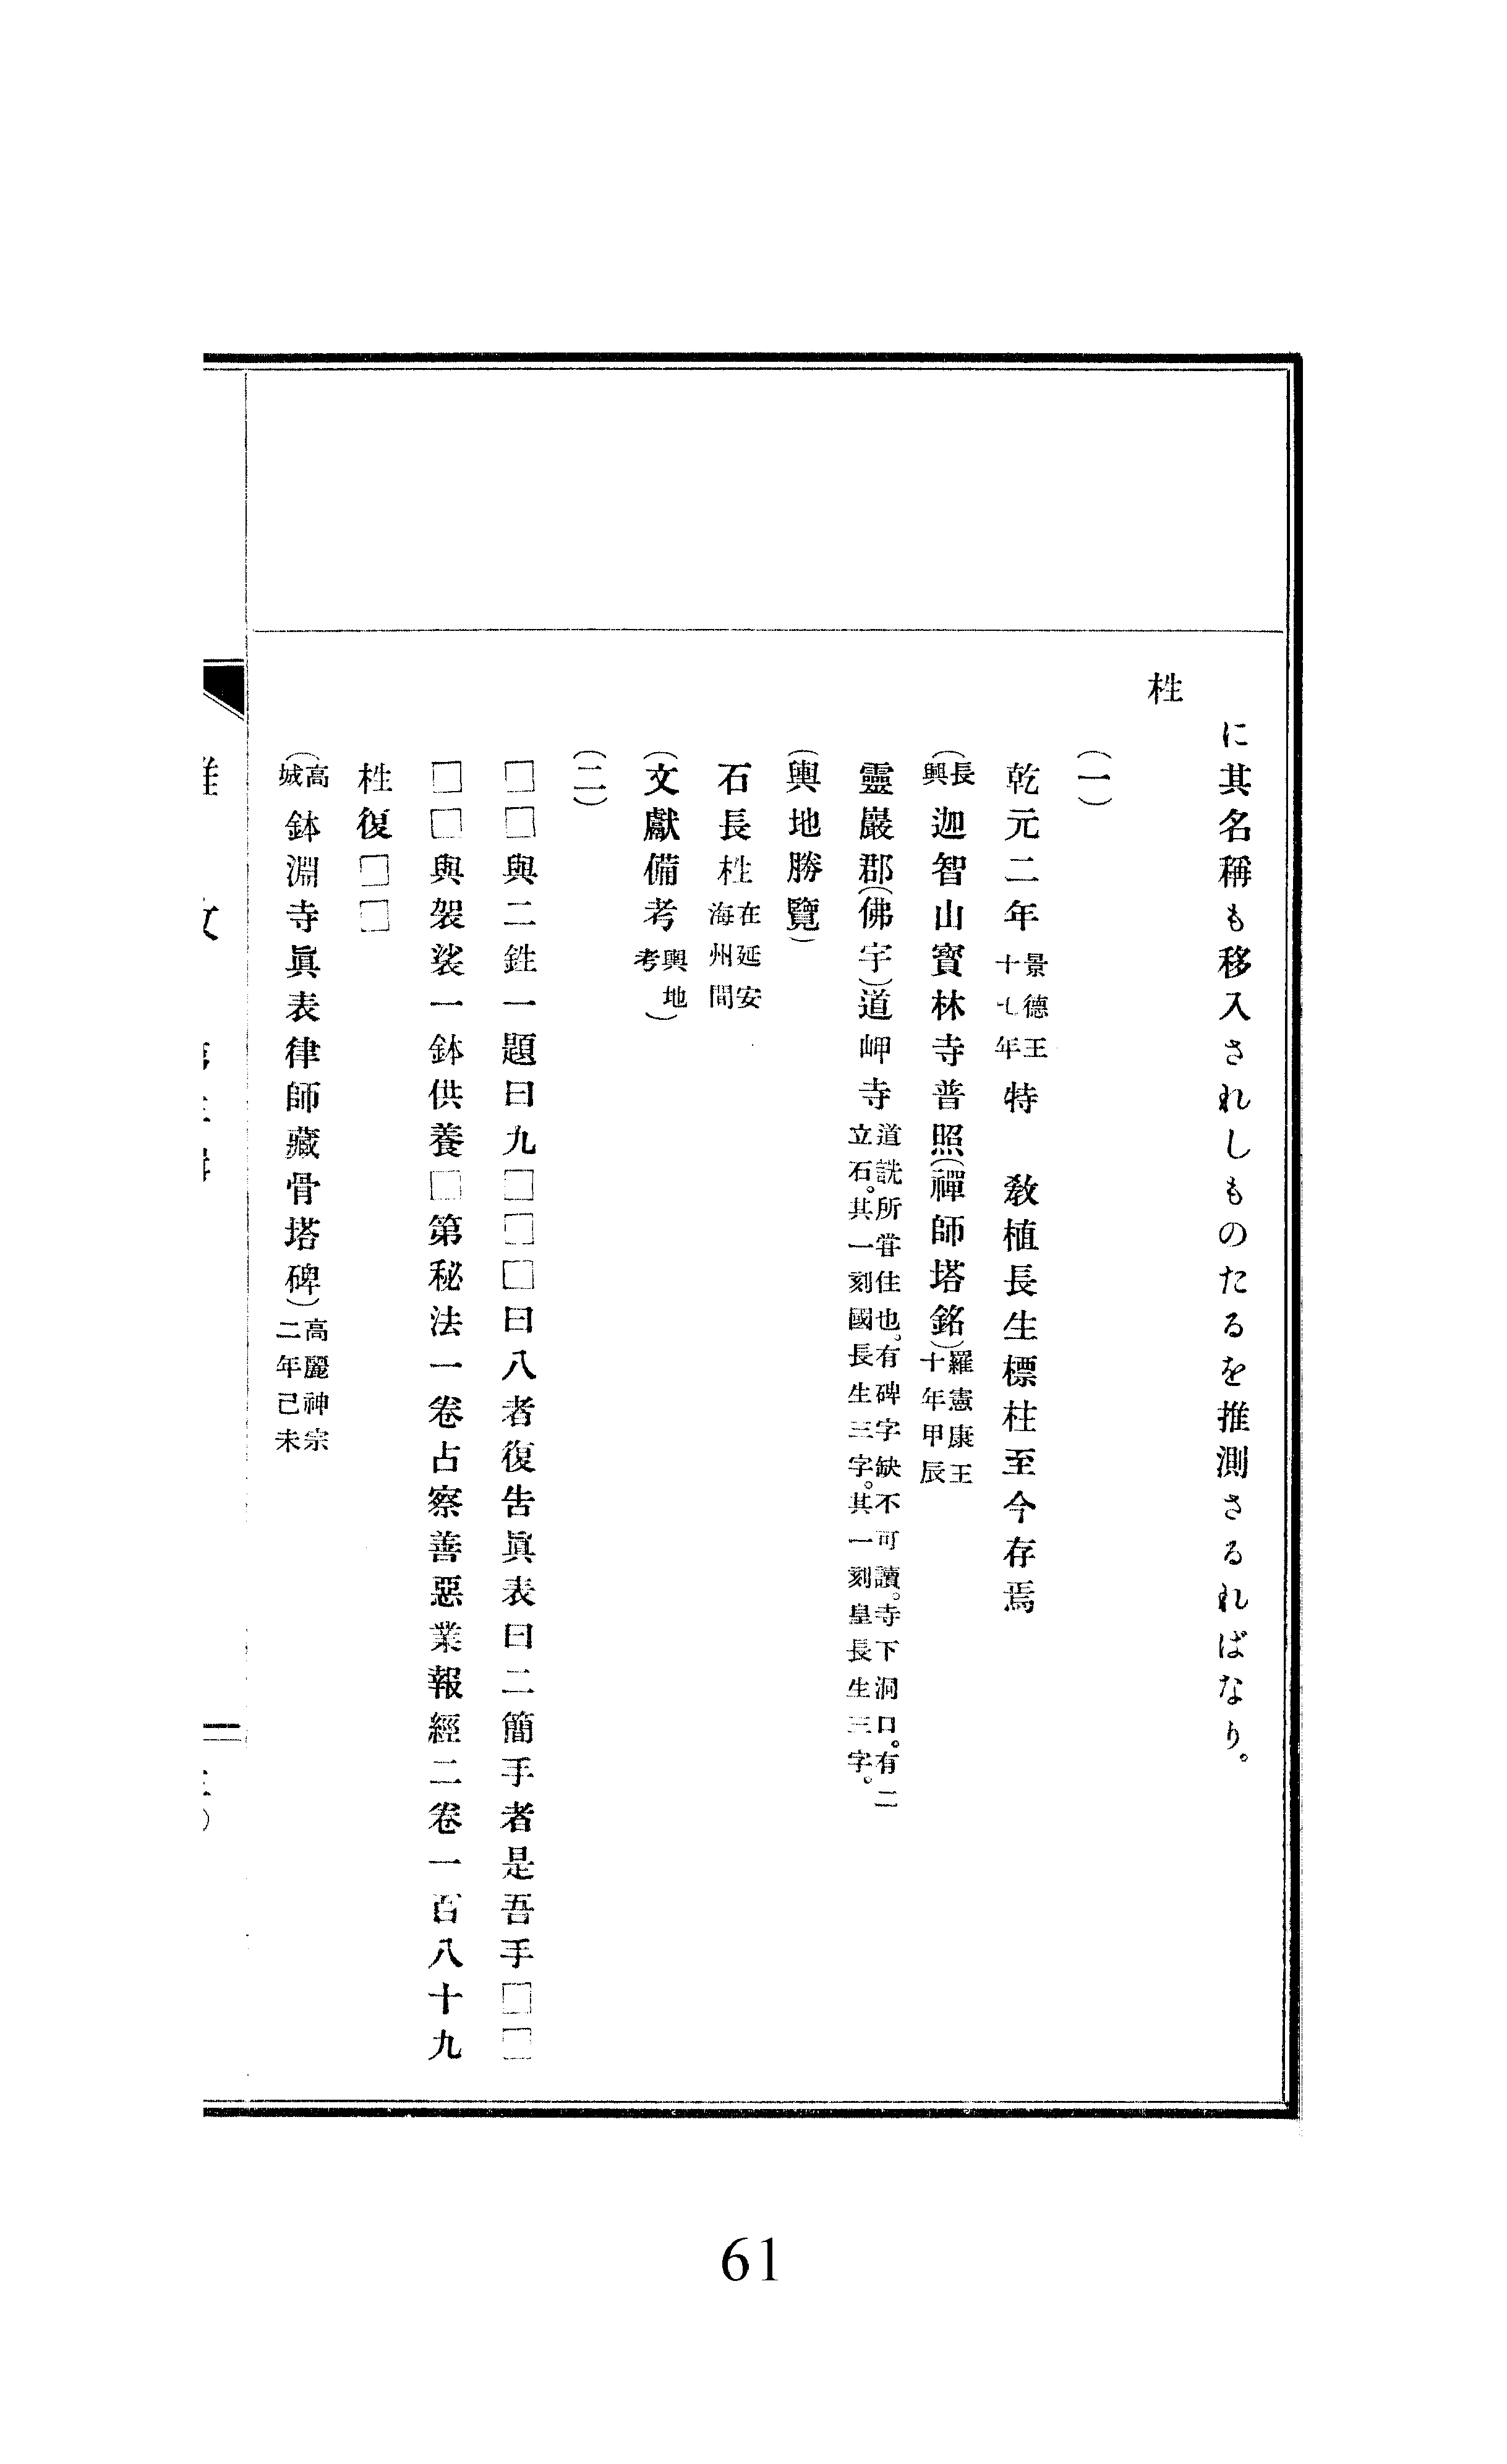 に其名稱も移入されしものたるを推測さるればなり。
栍
(一)
乾元二年景德王十七年特　敎植長生標柱至今存焉
(長興迦智山寶林寺普照(禪師塔銘)羅憲康王十年甲辰
靈巖郡(佛宇)道岬寺道詵所甞住也。有碑字缺不可讀。寺下洞口。有二立石。其一刻國長生三字。其一刻皇長生三字。
(輿地勝覽)
石長栍在延安海州間
(文獻備考輿地考)
(二)
□□與二鉎一題曰九□□□曰八者復告眞表曰二簡手者是吾手□□
□□與袈裟一鉢供養□第秘法一卷占察善惡業報經二卷一百八十九
栍復□□
(高城鉢淵寺眞表律師藏骨塔碑)高麗神宗二年己未
61